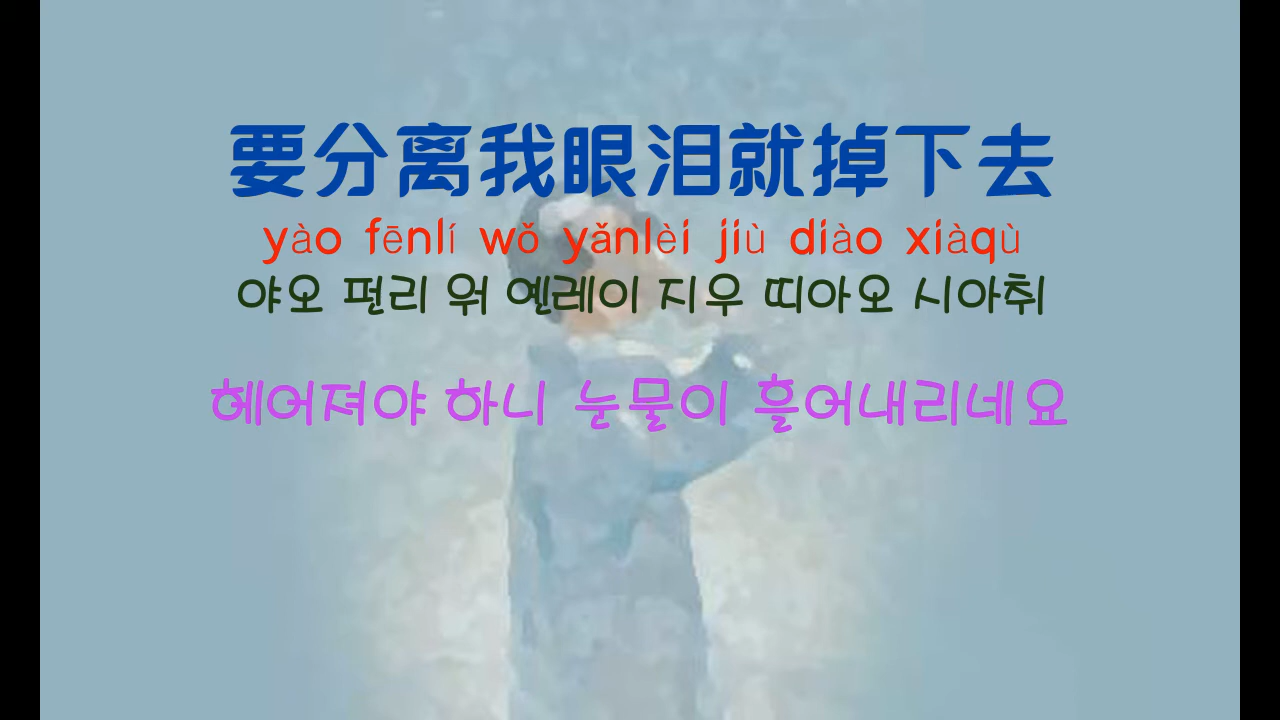 要分离我眼泪就掉下去
yào fēnlí wǒ yǎnlèi jiù diào xiàqù
야오 펀리 워 옌레이 지우 띠아오 시아취
헤어져야 하니 눈물이 흘어내리네요